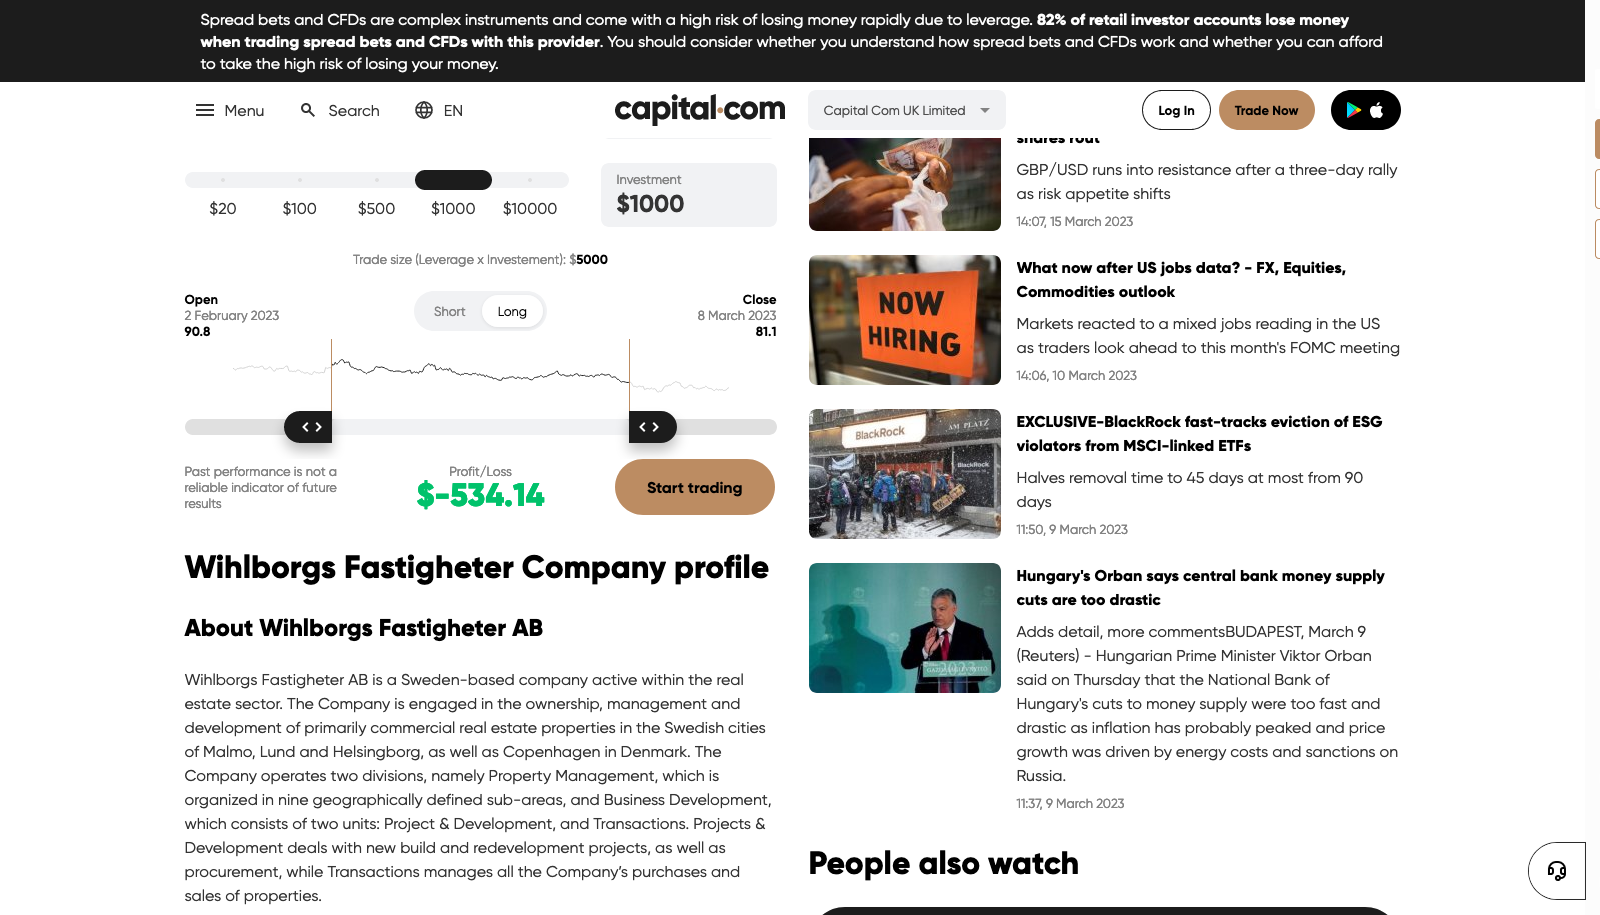 Spread bets and CFDs are complex instruments and come with a high risk of losing money rapidly due to leverage. 82% of retail investor accounts lose money
when trading spread bets and CFDs with this provider. You should consider whether you understand how spread bets and CFDs work and whether you can afford
to take the high risk of losing your money.
Menu
Search
EN
capital.com
Capital Com UK Limited
Log In
Trade Now
$20
$100
$500
$1000
$10000
Investment
$1000
Trade size (Leverage x Investement): $5000
Open
2 February 2023
90.8
Short
Long
Close
8 March 2023
81.1
Past performance is not a
reliable indicator of future
results
Profit/Loss
$-534.14
Start trading
Wihlborgs Fastigheter Company profile
About Wihlborgs Fastigheter AB
Wihlborgs Fastigheter AB is a Sweden-based company active within the real
estate sector. The Company is engaged in the ownership, management and
development of primarily commercial real estate properties in the Swedish cities
of Malmo, Lund and Helsingborg, as well as Copenhagen in Denmark. The
Company operates two divisions, namely Property Management, which is
organized in nine geographically defined sub-areas, and Business Development,
which consists of two units: Project & Development, and Transactions. Projects &
Development deals with new build and redevelopment projects, as well as
procurement, while Transactions manages all the Company's purchases and
sales of properties.
shares rout
GBP/USD runs into resistance after a three-day rally
as risk appetite shifts
14:07, 15 March 2023
NOW
HIRING
What now after US jobs data? - FX, Equities,
Commodities outlook
Markets reacted to a mixed jobs reading in the US
as traders look ahead to this month's FOMC meeting
14:06, 10 March 2023
BlackRock
AM PLATZ
BlackRock
EXCLUSIVE-BlackRock fast-tracks eviction of ESG
violators from MSCI-linked ETFs
Halves removal time to 45 days at most from 90
days
11:50, 9 March 2023
2023
Hungary's Orban says central bank money supply
cuts are too drastic
Adds detail, more commentsBUDAPEST, March 9
(Reuters) - Hungarian Prime Minister Viktor Orban
said on Thursday that the National Bank of
Hungary's cuts to money supply were too fast and
drastic as inflation has probably peaked and price
growth was driven by energy costs and sanctions on
Russia.
11:37, 9 March 2023
People also watch